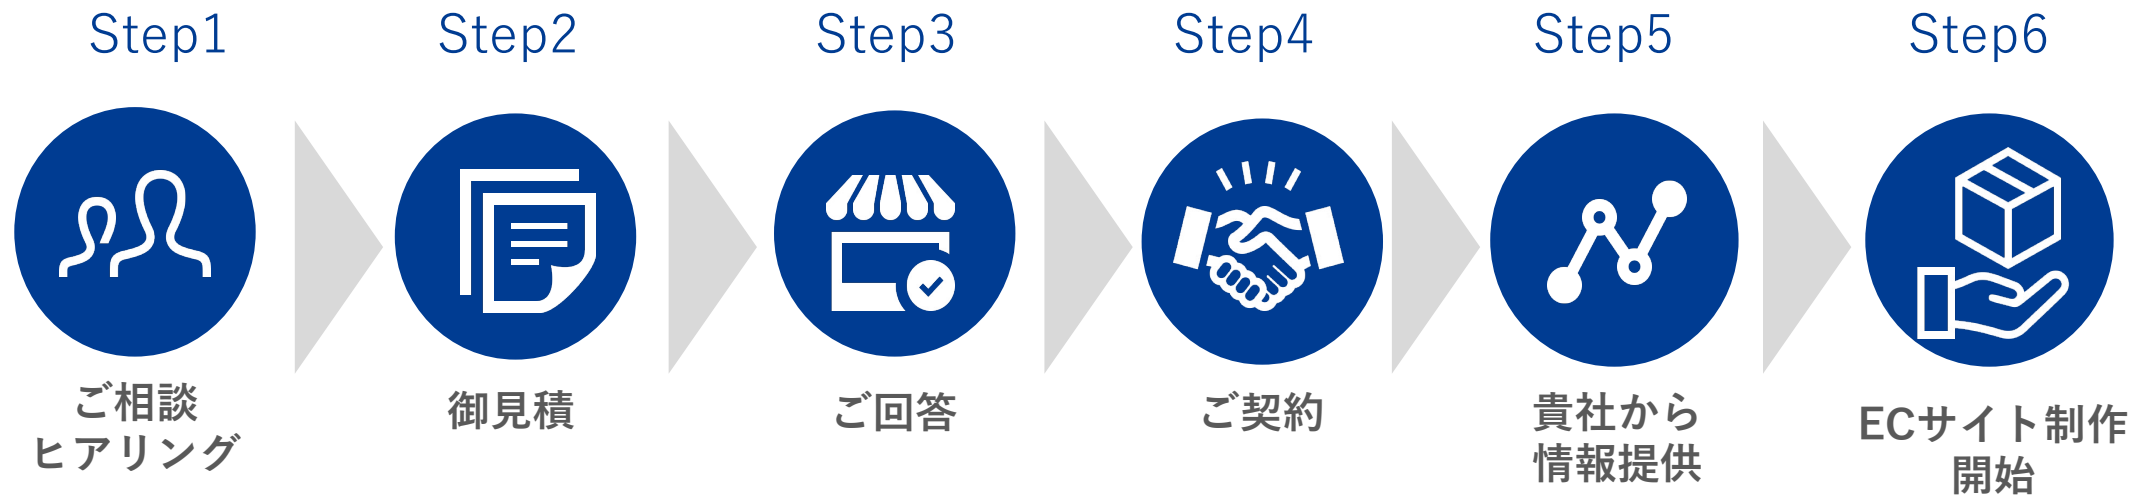 Step1
Step2
Step3
Step4
Step5
Step6
ご相談
ヒアリング
御見積
ご回答
ご契約
貴社から
情報提供
ECサイト制作
開始